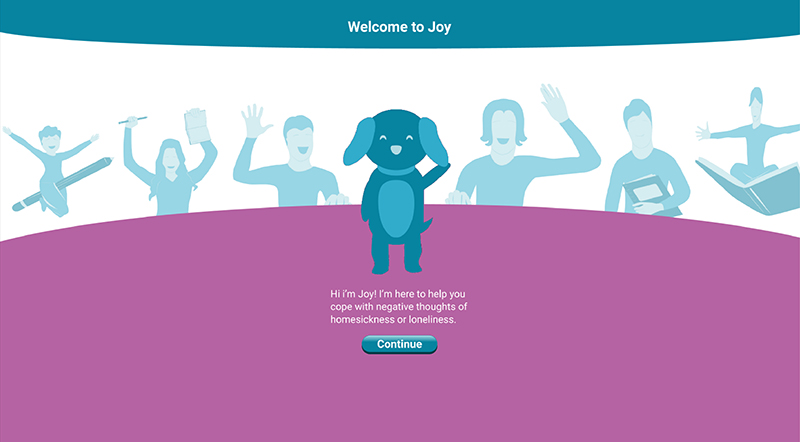 Welcome to Joy
Hi i'm Joy! I'm here to help you
cope with negative thoughts of
homesickness or loneliness.
Continue